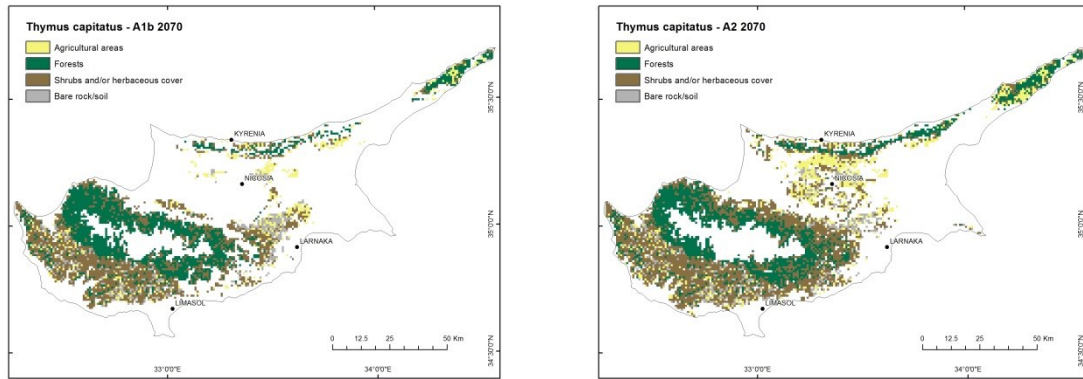 Thymus capitatus - A1b 2070
Agricultural areas
Forests
Shrubs and/or herbaceous cover
Bare rock/soil
KYRENIA
NICOSIA
LARNAKA
LIMASOL
0 12.5 25 50 Km
33°0'0"E 34°0'0"E
35°30'0"N
35°0'0"N
34°30'0"N
Thymus capitatus - A2 2070
Agricultural areas
Forests
Shrubs and/or herbaceous cover
Bare rock/soil
KYRENIA
NICOSIA
LARNAKA
LIMASOL
0 12.5 25 50 Km
33°0'0"E 34°0'0"E
35°30'0"N
35°0'0"N
34°30'0"N